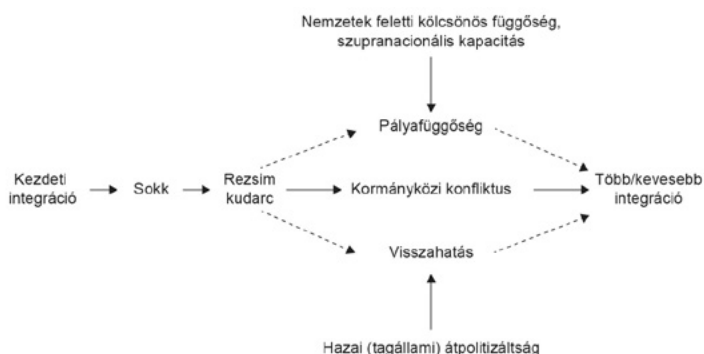 Nemzetek feletti kölcsönös függőség,
szupranacionális kapacitás
Pályafüggőség
Kezdeti
integráció
Sokk
Rezsim
kudarc
Kormányközi konfliktus
Több/kevesebb
integráció
Visszahatás
Hazai (tagállami) átpolitizáltság